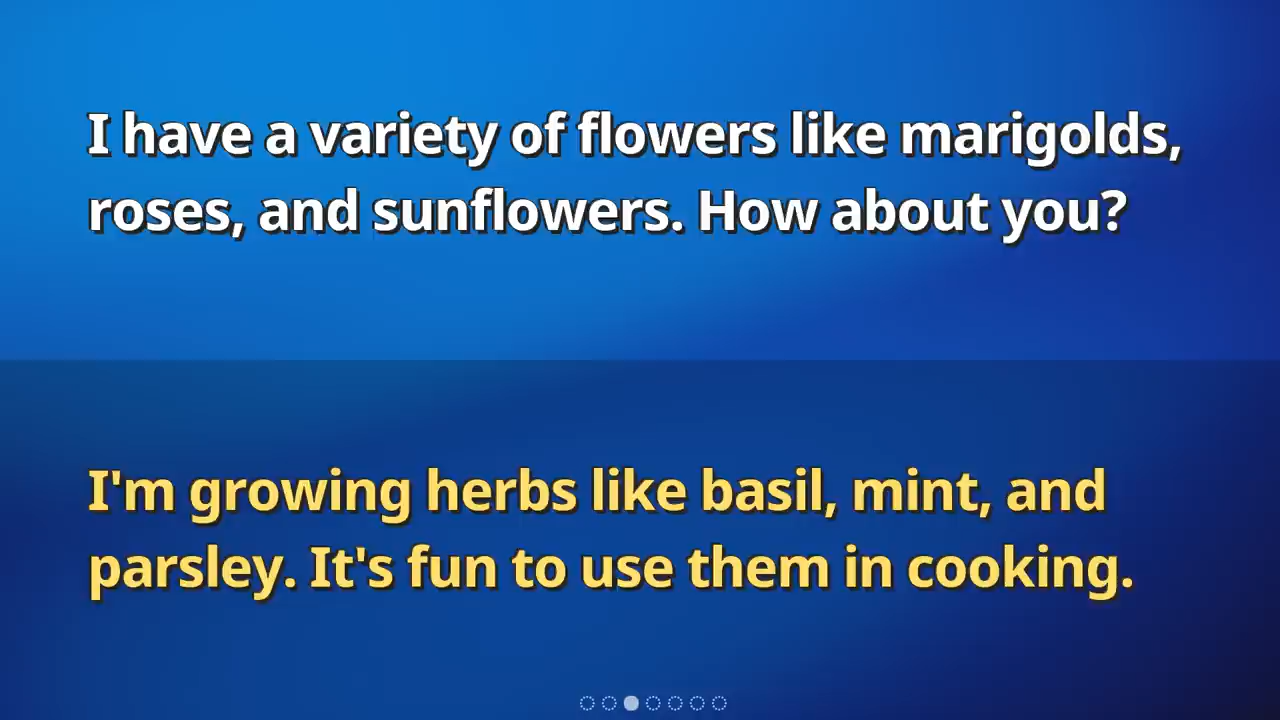 I have a variety of flowers like marigolds,
roses, and sunflowers. How about you?
I'm growing herbs like basil, mint, and
parsley. It's fun to use them in cooking.